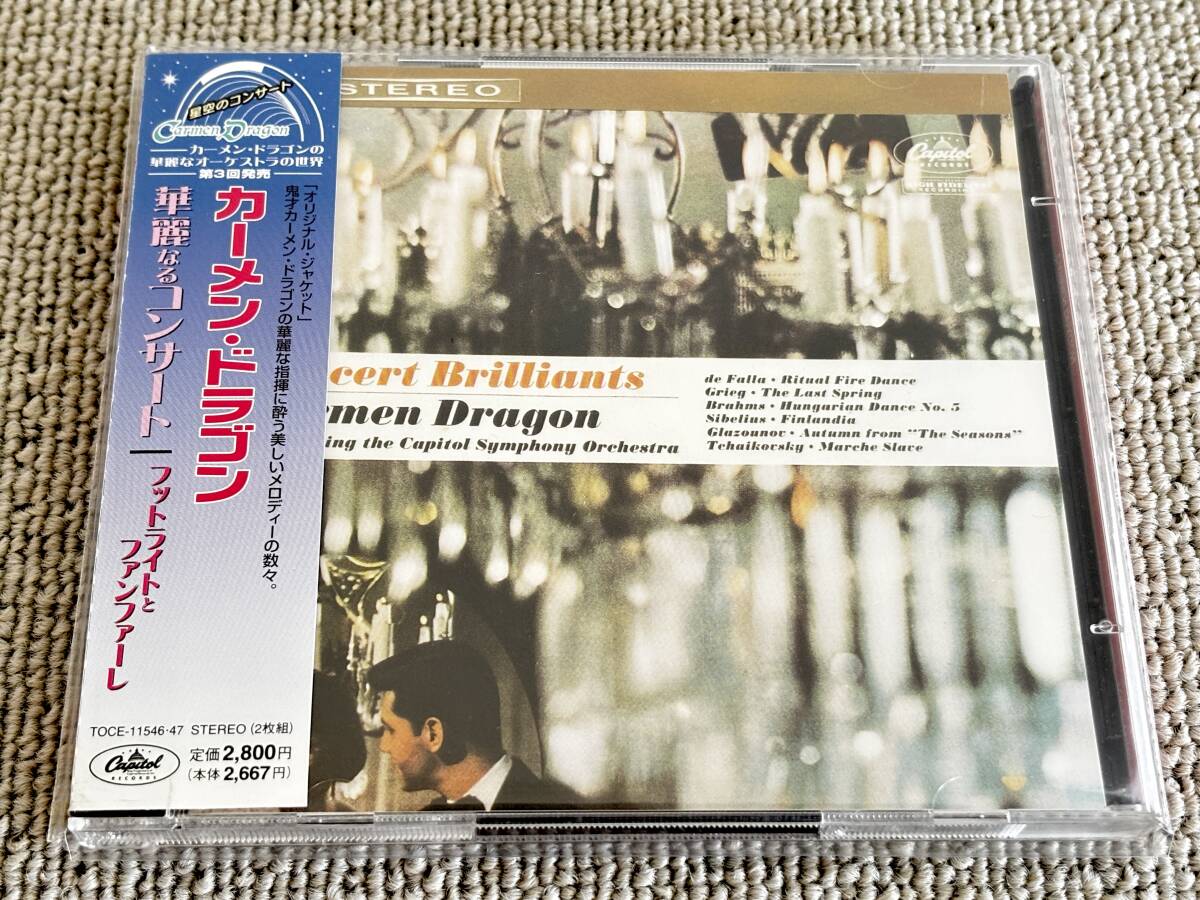 星空のコンサート
Carmen Dragon
カーメン・ドラゴンの
華麗なオーケストラの世界
第3回発売
カーメン・ドラゴン
華麗なるコンサート
フットライトと
ファンファーレ
「オリジナル・ジャケット」
鬼才カーメン・ドラゴンの華麗な指揮に酔う美しいメロディーの数々。
TOCE-11546・47 STEREO (2枚組)
Capitol
RECORDS
定価2,800円
(本体2,667円)
STEREO
Capitol
RECORDS
HIGH FIDELITY
RECORDING
cert Brilliants
men Dragon
ing the Capitol Symphony Orchestra
de Falla • Ritual Fire Dance
Grieg • The Last Spring
Brahms • Hungarian Dance No. 5
Sibelius • Finlandia
Glazounov • Autumn from "The Seasons"
Tchaikovsky • Marche Slave